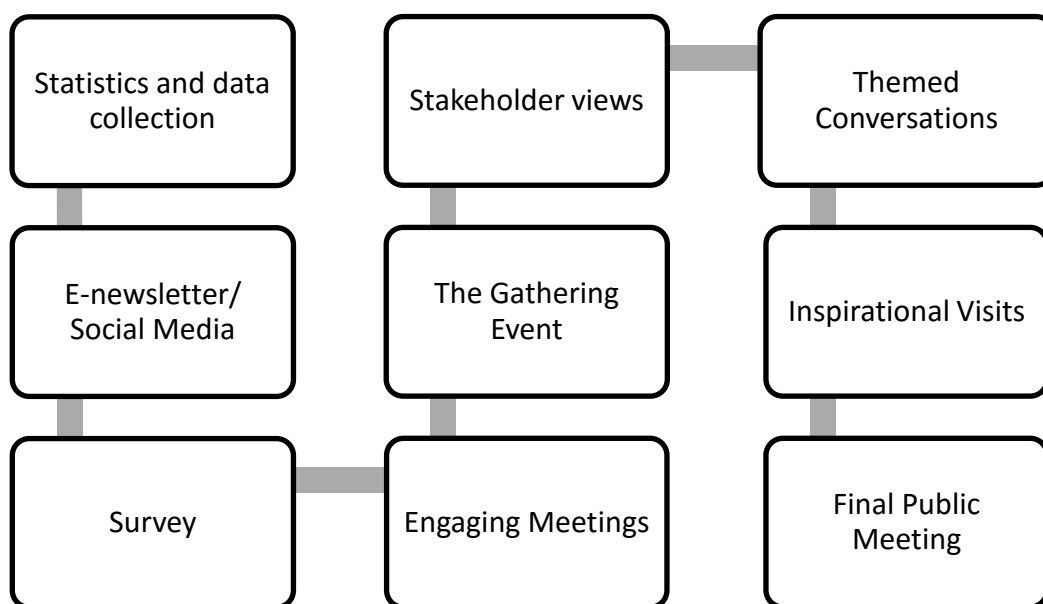 Statistics and data
collection
E-newsletter/
Social Media
Survey
Engaging Meetings
The Gathering
Event
Stakeholder views
Themed
Conversations
Inspirational Visits
Final Public
Meeting